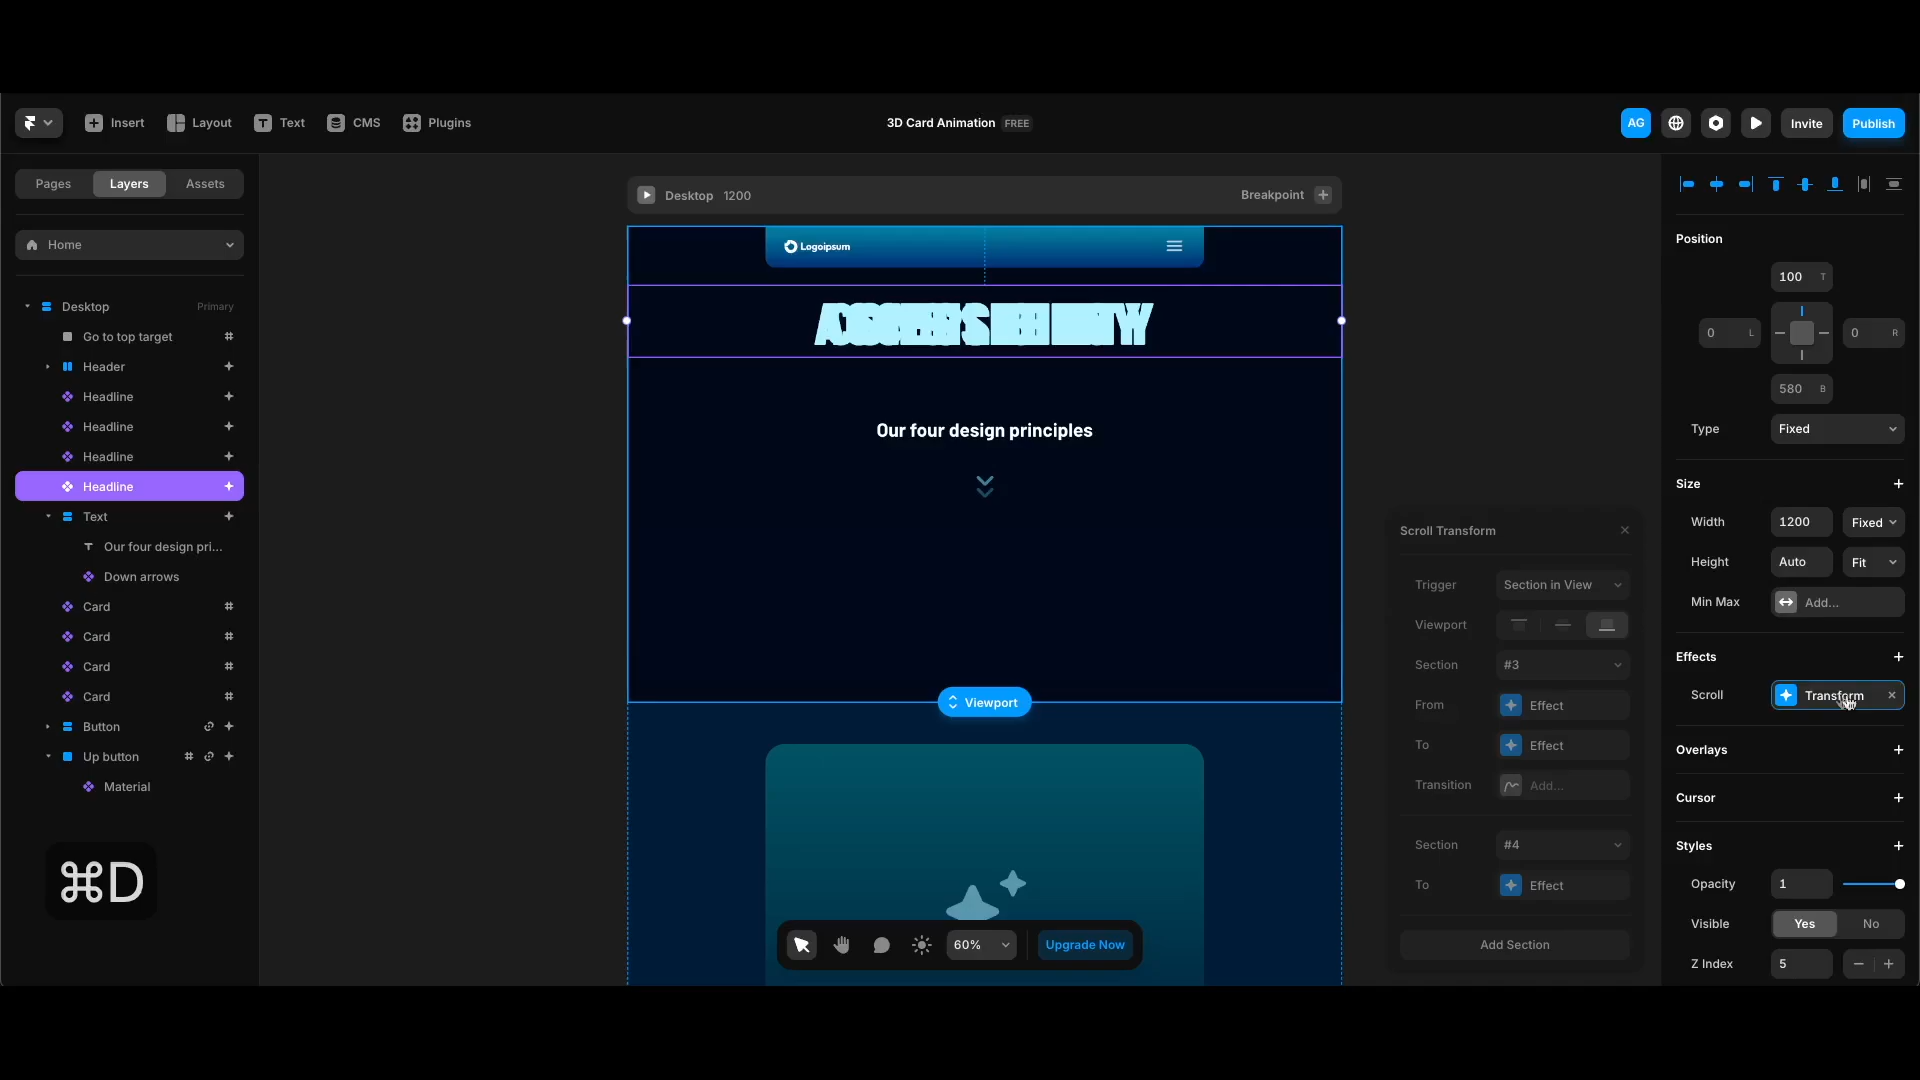 Insert
Layout
Text
CMS
Plugins
3D Card Animation FREE
AG
Invite
Publish
Pages
Layers
Assets
Home
Desktop Primary
Go to top target
Header
Headline
Headline
Headline
Headline
Text
Our four design pri...
Down arrows
Card
Card
Card
Card
Button
Up button
Material
⌘D
Desktop 1200
Breakpoint
Logoipsum
Our four design principles
Viewport
60%
Upgrade Now
Scroll Transform
Trigger Section in View
Viewport
Section #3
From Effect
To Effect
Transition Add...
Section #4
To Effect
Add Section
Position
100 T
0 L
0 R
580 B
Type Fixed
Size
Width 1200 Fixed
Height Auto Fit
Min Max Add...
Effects
Scroll Transform
Overlays
Cursor
Styles
Opacity 1
Visible Yes No
Z Index 5